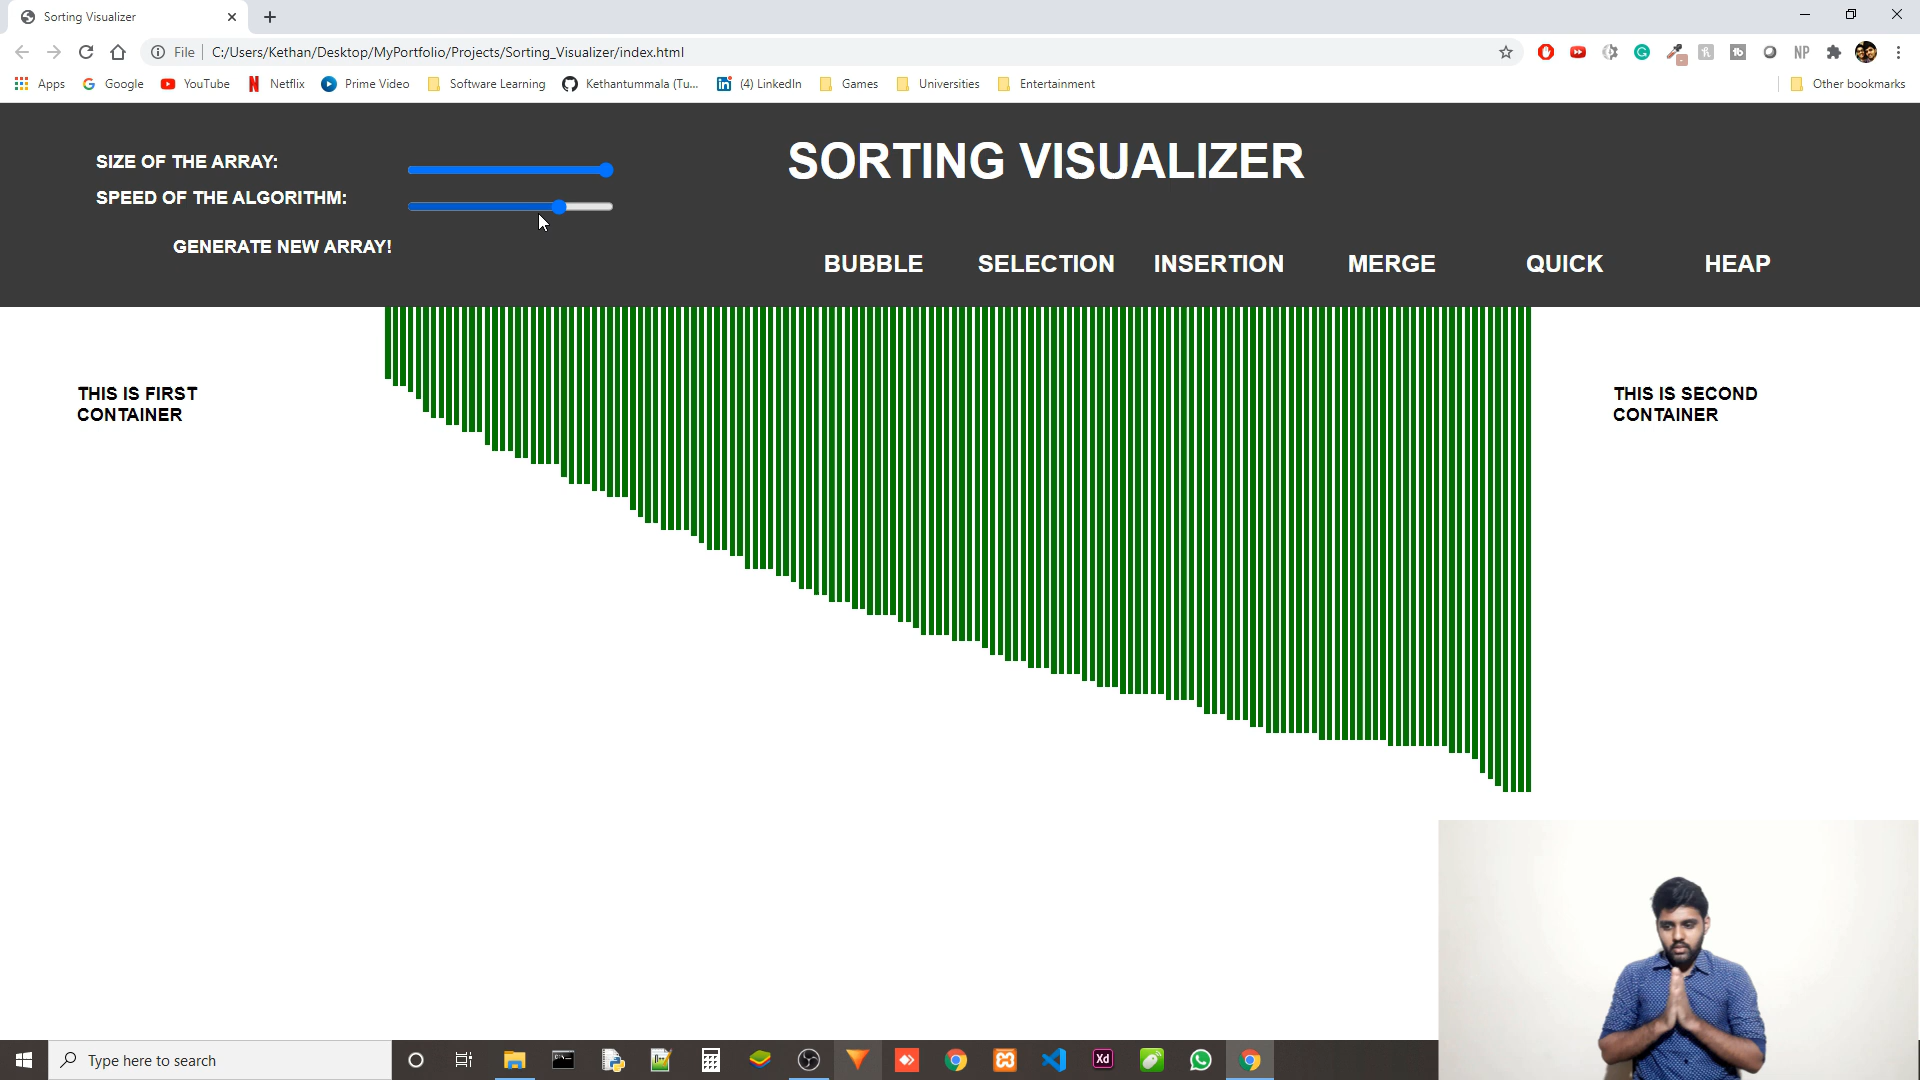 Sorting Visualizer
File
C:/Users/Kethan/Desktop/MyPortfolio/Projects/Sorting_Visualizer/index.html
NP
Apps
Google
YouTube
Netflix
Prime Video
Software Learning
Kethantummala (Tu...
(4) LinkedIn
Games
Universities
Entertainment
Other bookmarks
SIZE OF THE ARRAY:
SPEED OF THE ALGORITHM:
GENERATE NEW ARRAY!
SORTING VISUALIZER
BUBBLE
SELECTION
INSERTION
MERGE
QUICK
HEAP
THIS IS FIRST
CONTAINER
THIS IS SECOND
CONTAINER
Type here to search
Xd